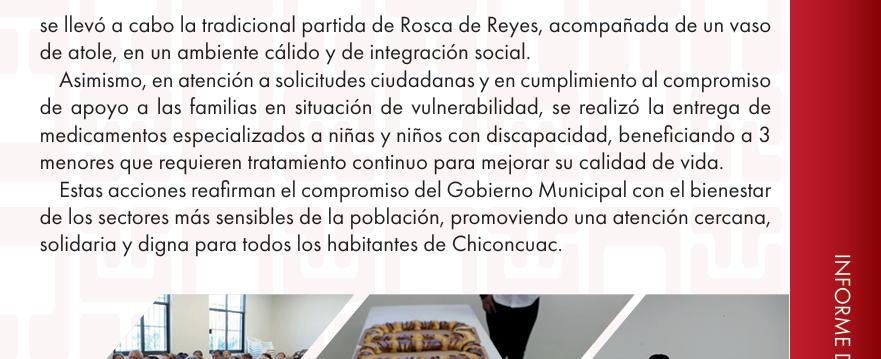 se llevó a cabo la tradicional partida de Rosca de Reyes, acompañada de un vaso
de atole, en un ambiente cálido y de integración social.
Asimismo, en atención a solicitudes ciudadanas y en cumplimiento al compromiso
de apoyo a las familias en situación de vulnerabilidad, se realizó la entrega de
medicamentos especializados a niñas y niños con discapacidad, beneficiando a 3
menores que requieren tratamiento continuo para mejorar su calidad de vida.
Estas acciones reafirman el compromiso del Gobierno Municipal con el bienestar
de los sectores más sensibles de la población, promoviendo una atención cercana,
solidaria y digna para todos los habitantes de Chiconcuac.
INFORME